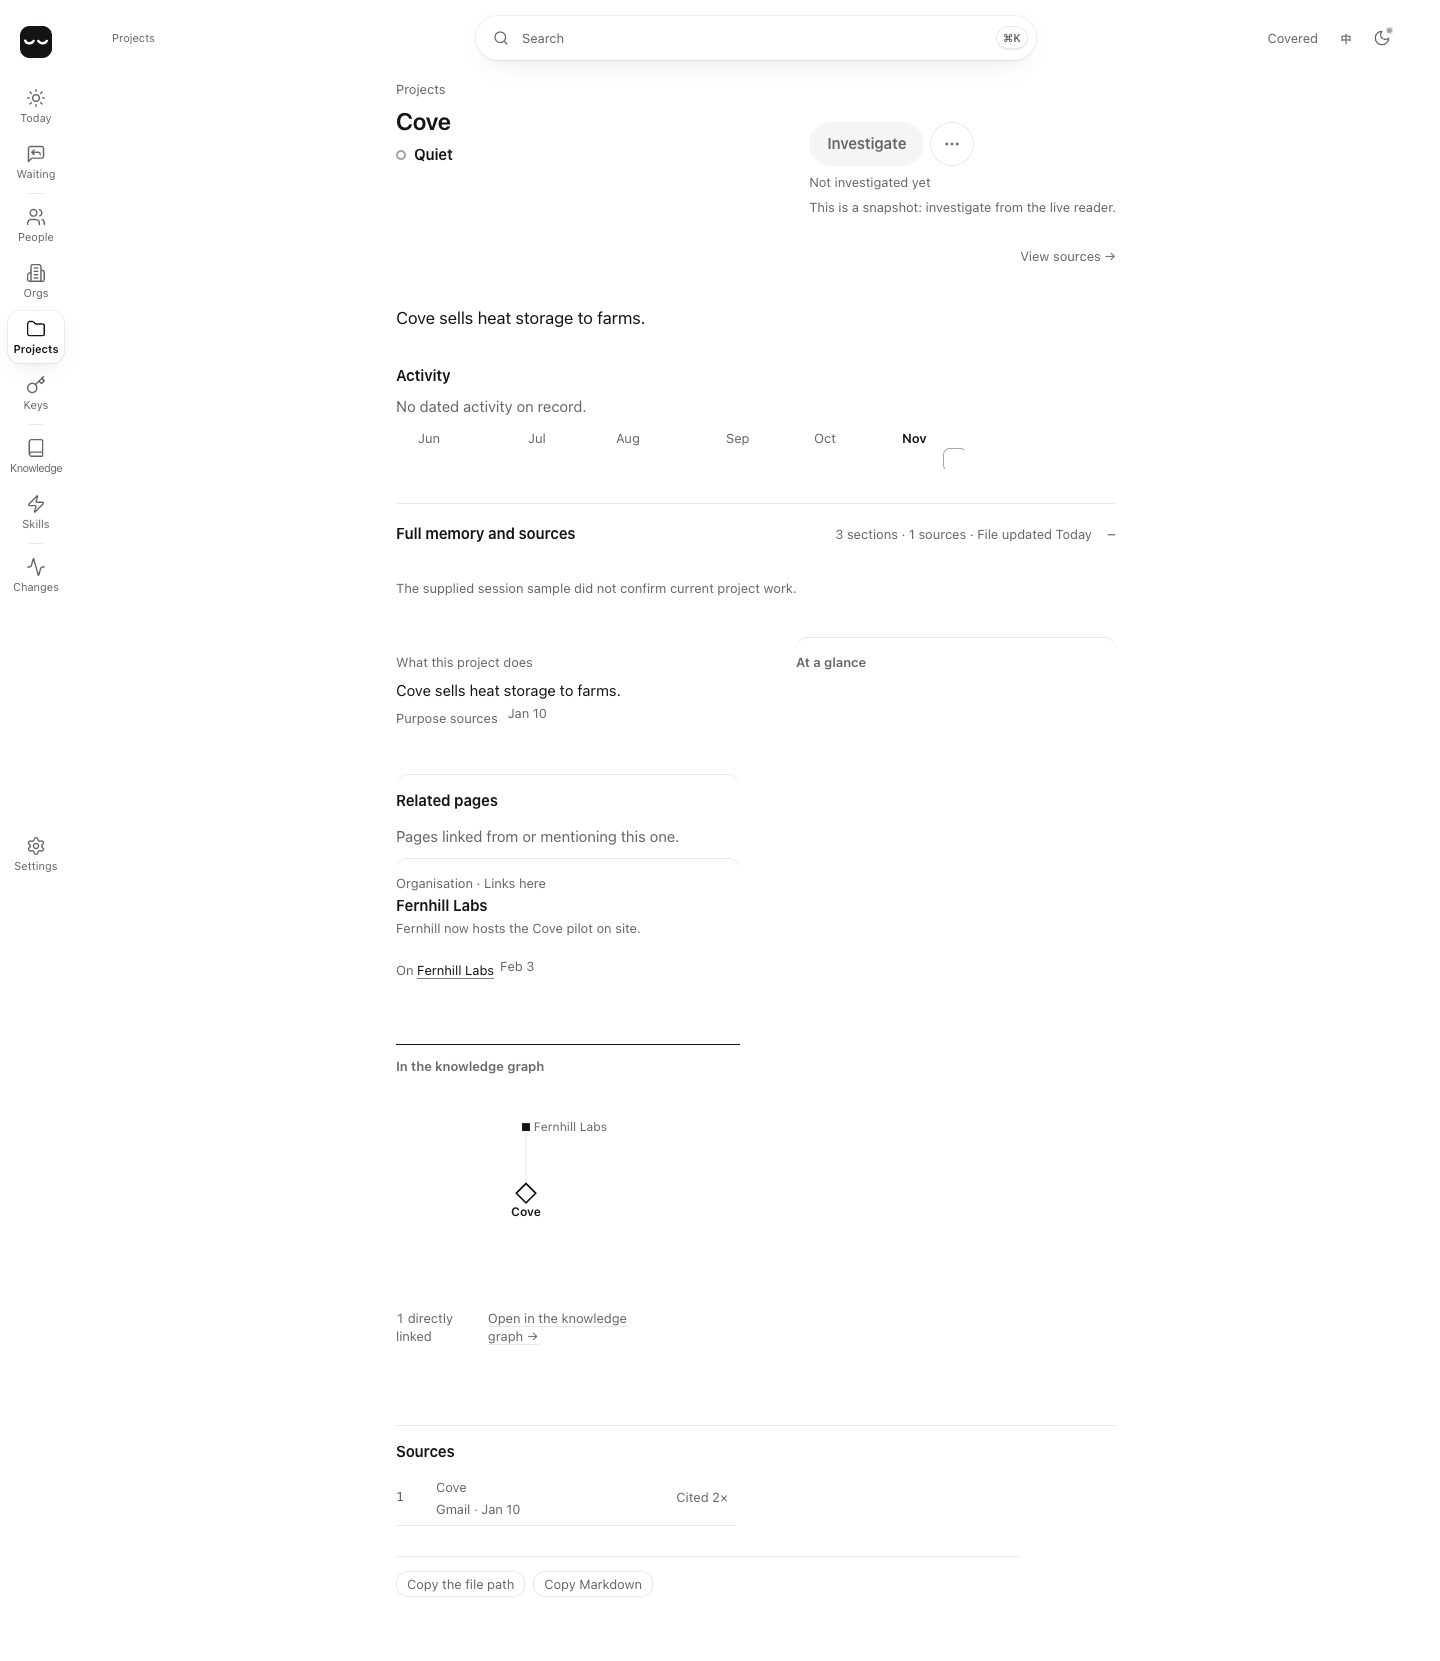 Projects
Search
⌘K
Covered
中
Today
Waiting
People
Orgs
Projects
Keys
Knowledge
Skills
Changes
Settings
Projects
Cove
Quiet
Investigate
Not investigated yet
This is a snapshot: investigate from the live reader.
View sources →
Cove sells heat storage to farms.
Activity
No dated activity on record.
Jun Jul Aug Sep Oct Nov
Full memory and sources
3 sections · 1 sources · File updated Today –
The supplied session sample did not confirm current project work.
What this project does
Cove sells heat storage to farms.
Purpose sources Jan 10
At a glance
Related pages
Pages linked from or mentioning this one.
Organisation · Links here
Fernhill Labs
Fernhill now hosts the Cove pilot on site.
On Fernhill Labs Feb 3
In the knowledge graph
Fernhill Labs
Cove
1 directly
linked
Open in the knowledge
graph →
Sources
1
Cove
Gmail · Jan 10
Cited 2×
Copy the file path
Copy Markdown